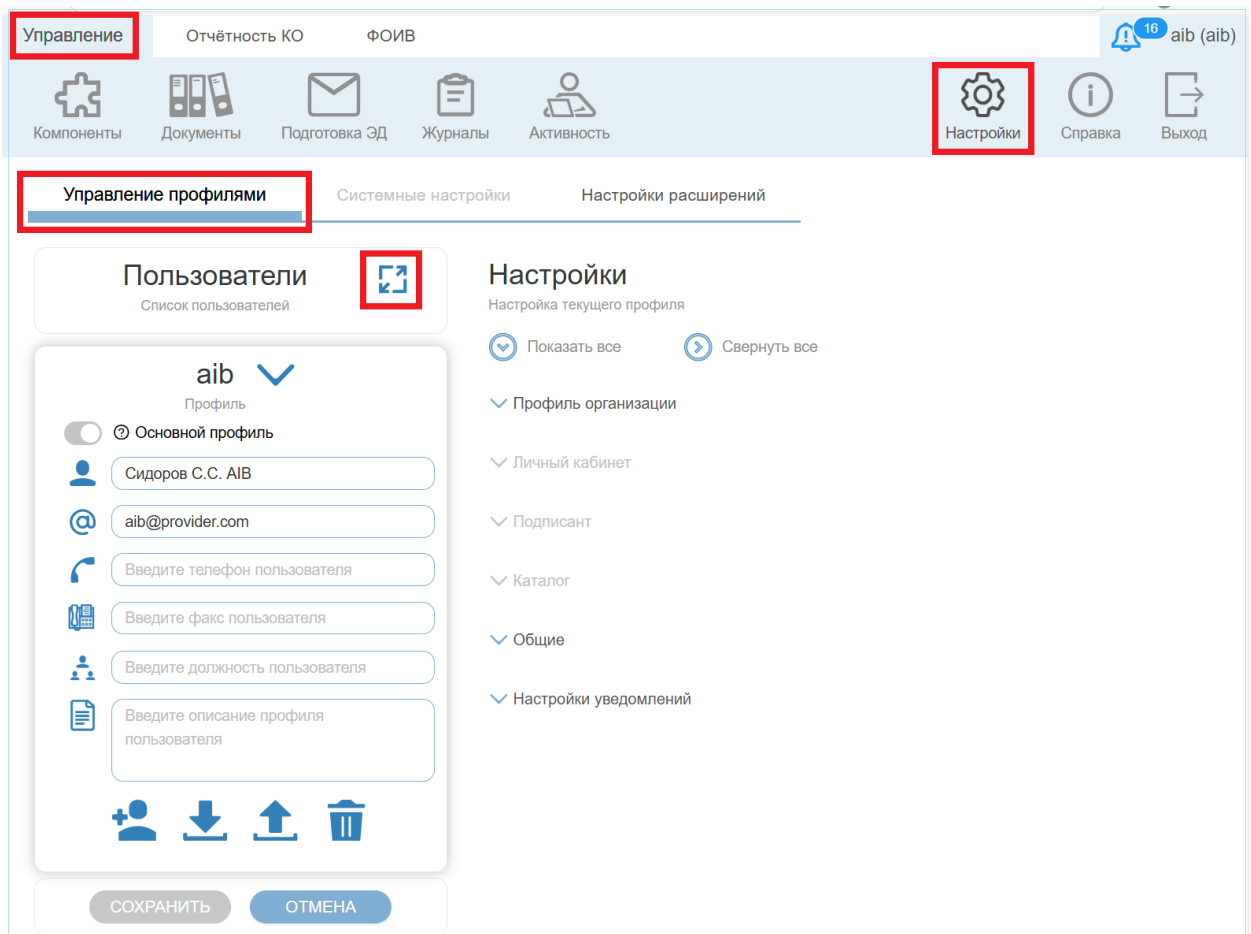 Управление
Отчётность КО
ФОИВ
16
aib (aib)
Компоненты
Документы
Подготовка ЭД
Журналы
Активность
Настройки
Справка
Выход
Управление профилями
Системные настройки
Настройки расширений
Пользователи
Список пользователей
Настройки
Настройка текущего профиля
Показать все
Свернуть все
aib
Профиль
Основной профиль
Сидоров С.С. AIB
aib@provider.com
Введите телефон пользователя
Введите факс пользователя
Введите должность пользователя
Введите описание профиля
пользователя
Профиль организации
Личный кабинет
Подписант
Каталог
Общие
Настройки уведомлений
СОХРАНИТЬ
ОТМЕНА